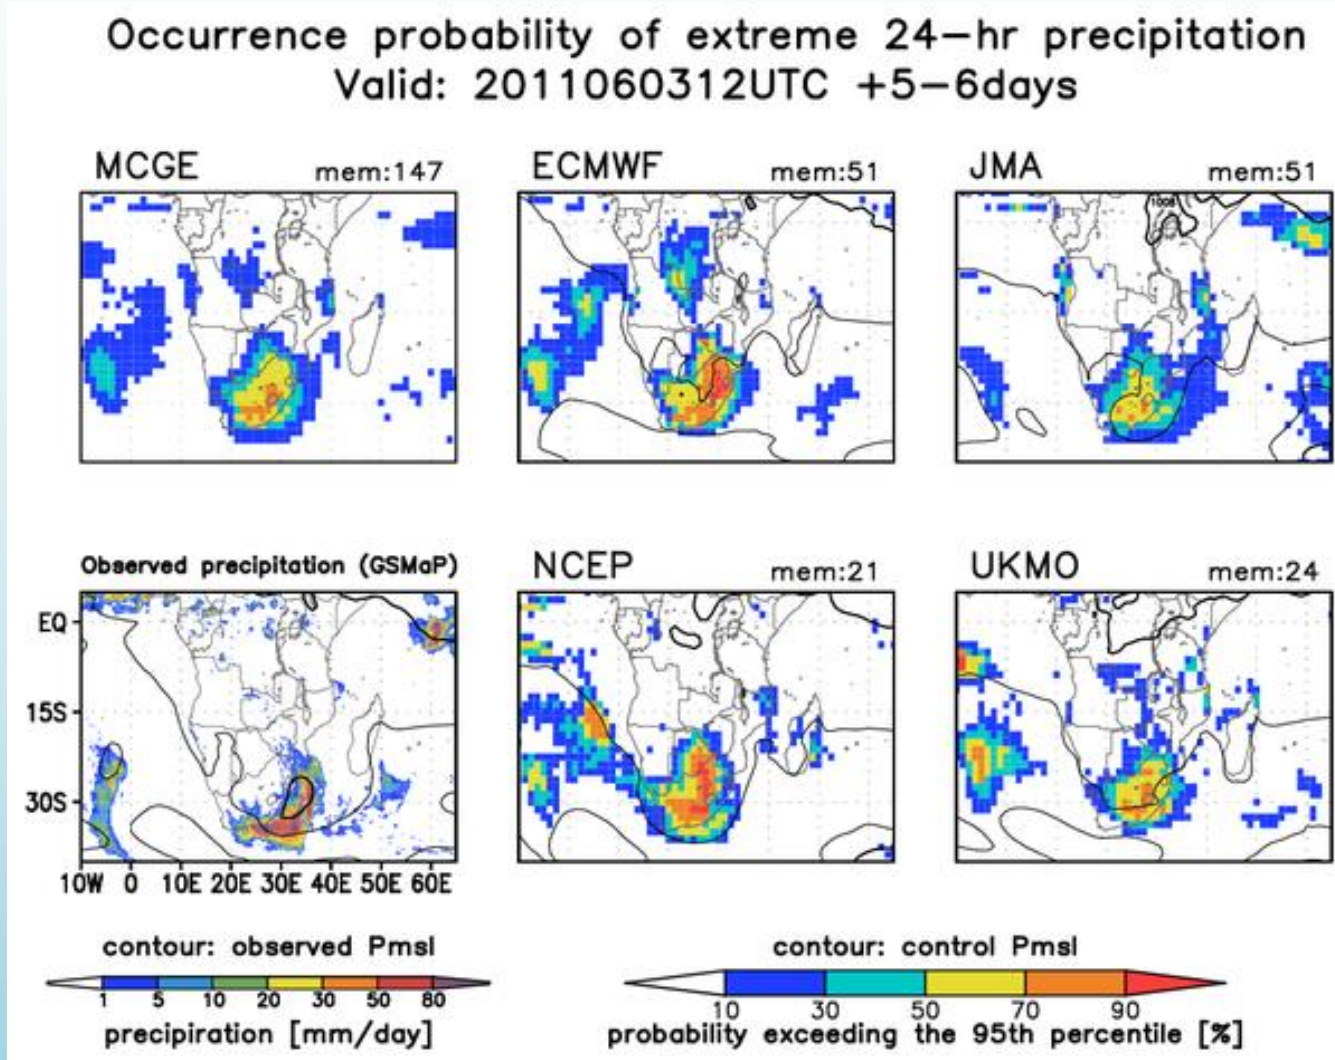 Occurrence probability of extreme 24-hr precipitation
Valid: 2011060312UTC +5-6days
MCGE mem:147
ECMWF mem:51
JMA mem:51
1008
Observed precipitation (GSMaP)
NCEP mem:21
UKMO mem:24
EQ
15S
30S
10W 0 10E 20E 30E 40E 50E 60E
contour: observed Pmsl
1 5 10 20 30 50 80
precipiration [mm/day]
contour: control Pmsl
10 30 50 70 90
probability exceeding the 95th percentile [%]